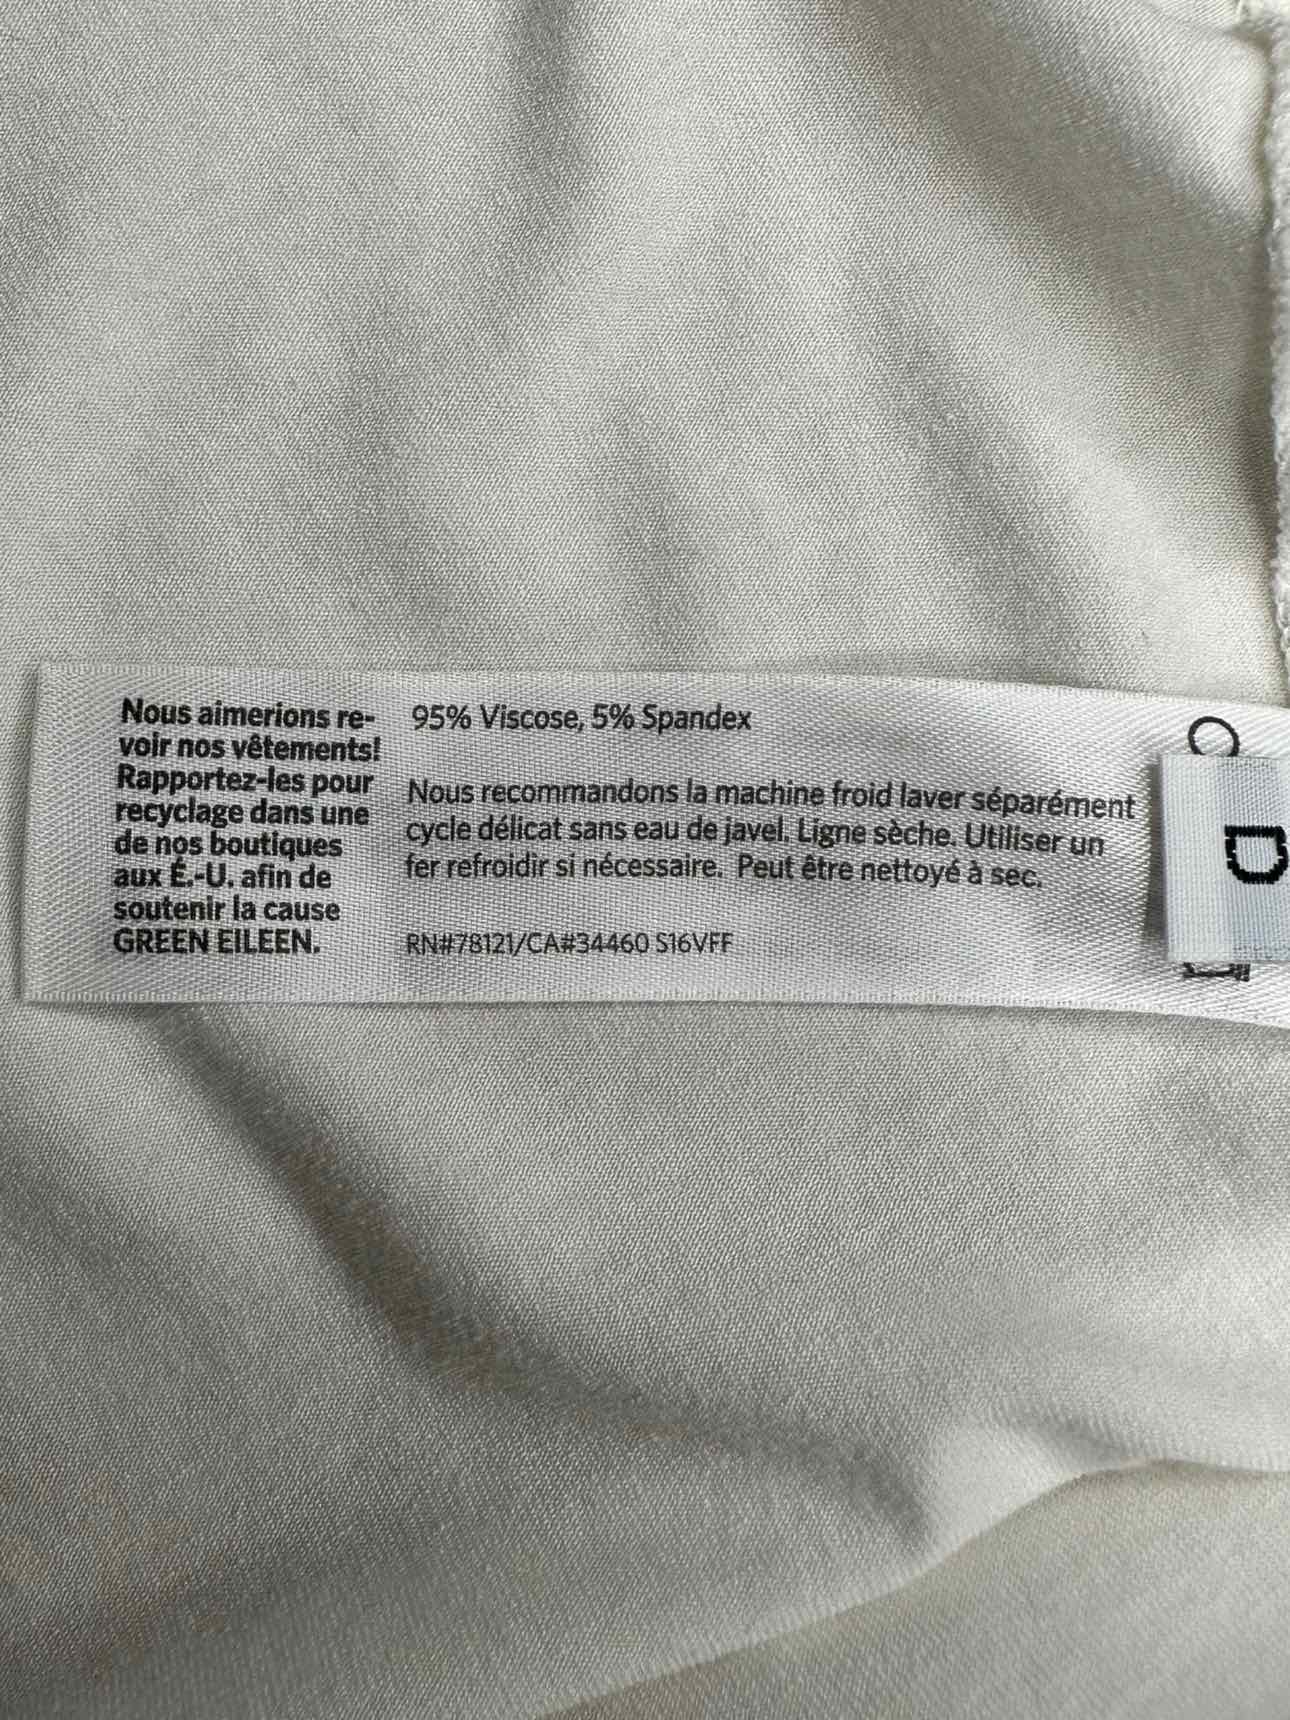 Nous aimerions re-
voir nos vêtements!
Rapportez-les pour
recyclage dans une
de nos boutiques
aux É.-U. afin de
soutenir la cause
GREEN EILEEN.
95% Viscose, 5% Spandex
Nous recommandons la machine froid laver séparément
cycle délicat sans eau de javel. Ligne sèche. Utiliser un
fer refroidir si nécessaire. Peut être nettoyé à sec.
RN#78121/CA#34460 S16VFF